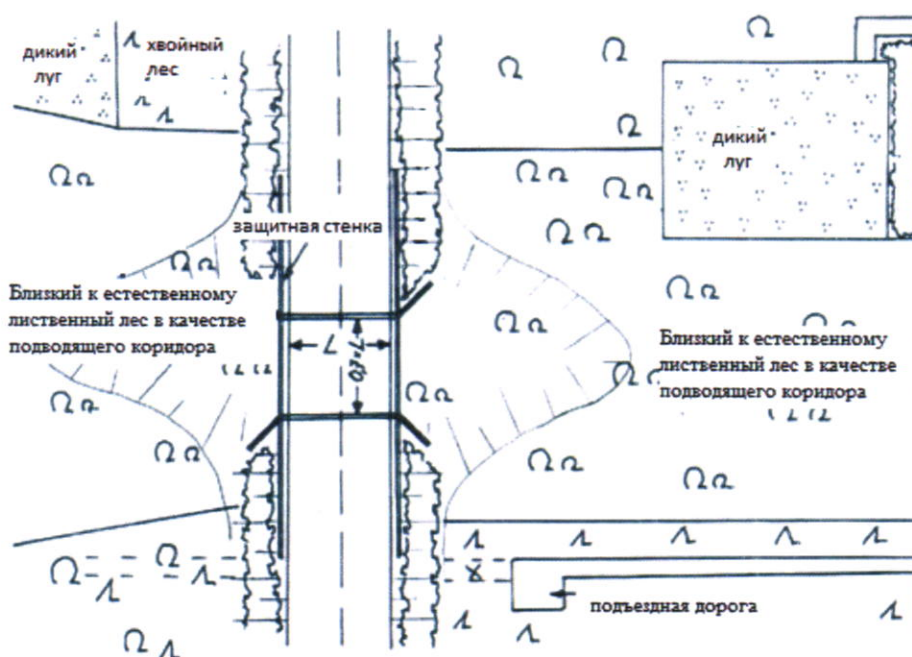 дикий
луг
хвойный
лес
дикий
луг
защитная стенка
Близкий к естественному
лиственный лес в качестве
подводящего коридора
L
Близкий к естественному
лиственный лес в качестве
подводящего коридора
подъездная дорога